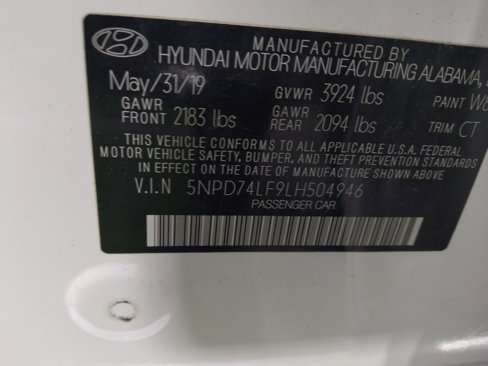 MANUFACTURED BY
HYUNDAI MOTOR MANUFACTURING ALABAMA,
May/31/19 GVWR 3924 lbs PAINT W8
GAWR FRONT 2183 lbs GAWR REAR 2094 lbs TRIM CT
THIS VEHICLE CONFORMS TO ALL APPLICABLE U.S.A. FEDERAL
MOTOR VEHICLE SAFETY, BUMPER, AND THEFT PREVENTION STANDARDS
IN EFFECT ON THE DATE OF MANUFACTURE SHOWN ABOVE
V.I.N 5NPD74LF9LH504946
PASSENGER CAR